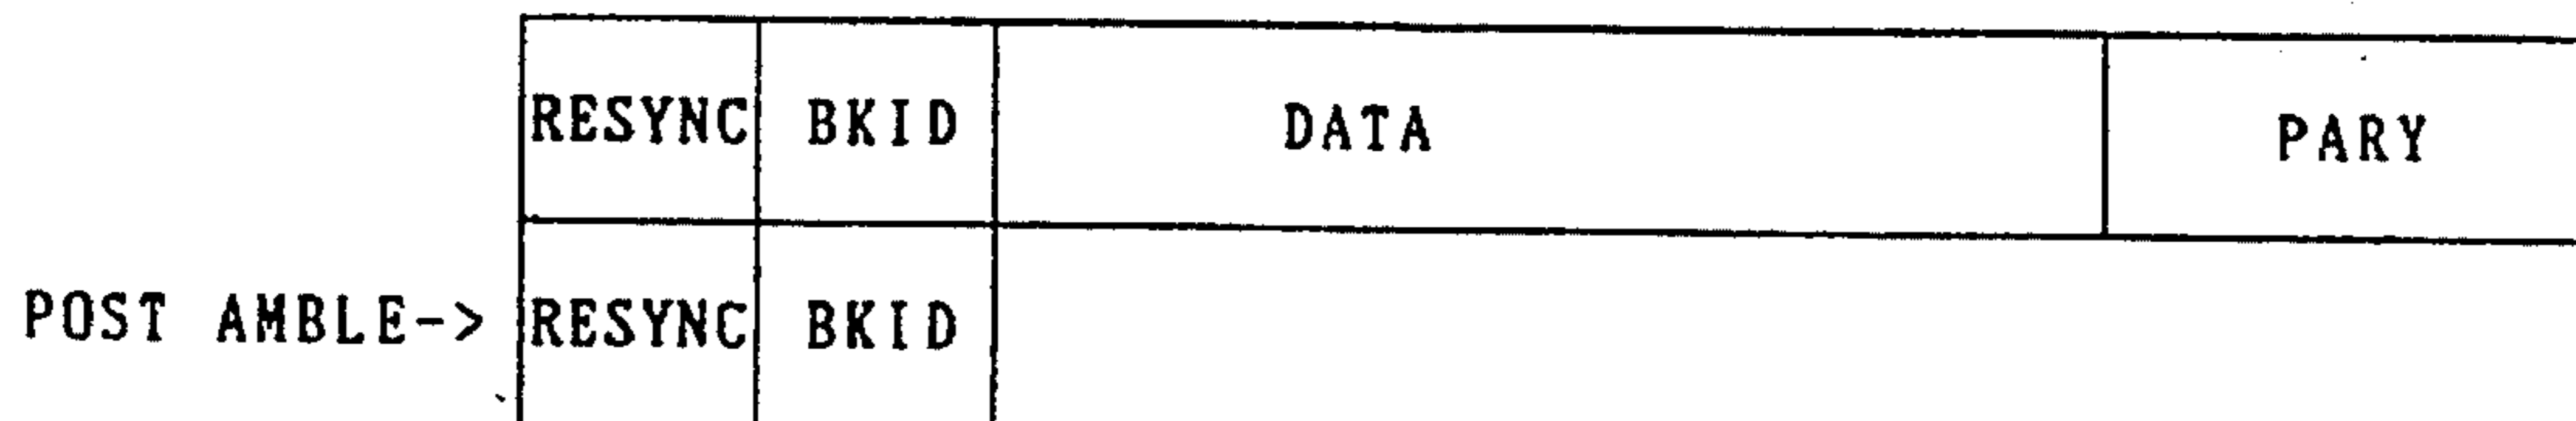 RESYNC BKID DATA PARY
POST AMBLE-> RESYNC BKID